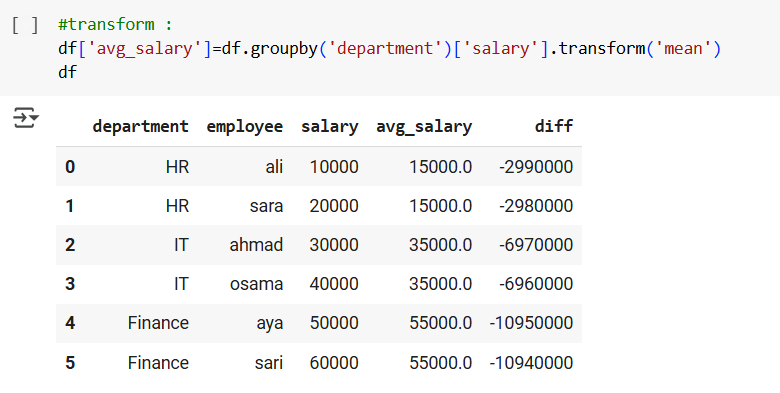 [ ] #transform :
df['avg_salary']=df.groupby('department')['salary'].transform('mean')
df
department employee salary avg_salary diff
0 HR ali 10000 15000.0 -2990000
1 HR sara 20000 15000.0 -2980000
2 IT ahmad 30000 35000.0 -6970000
3 IT osama 40000 35000.0 -6960000
4 Finance aya 50000 55000.0 -10950000
5 Finance sari 60000 55000.0 -10940000